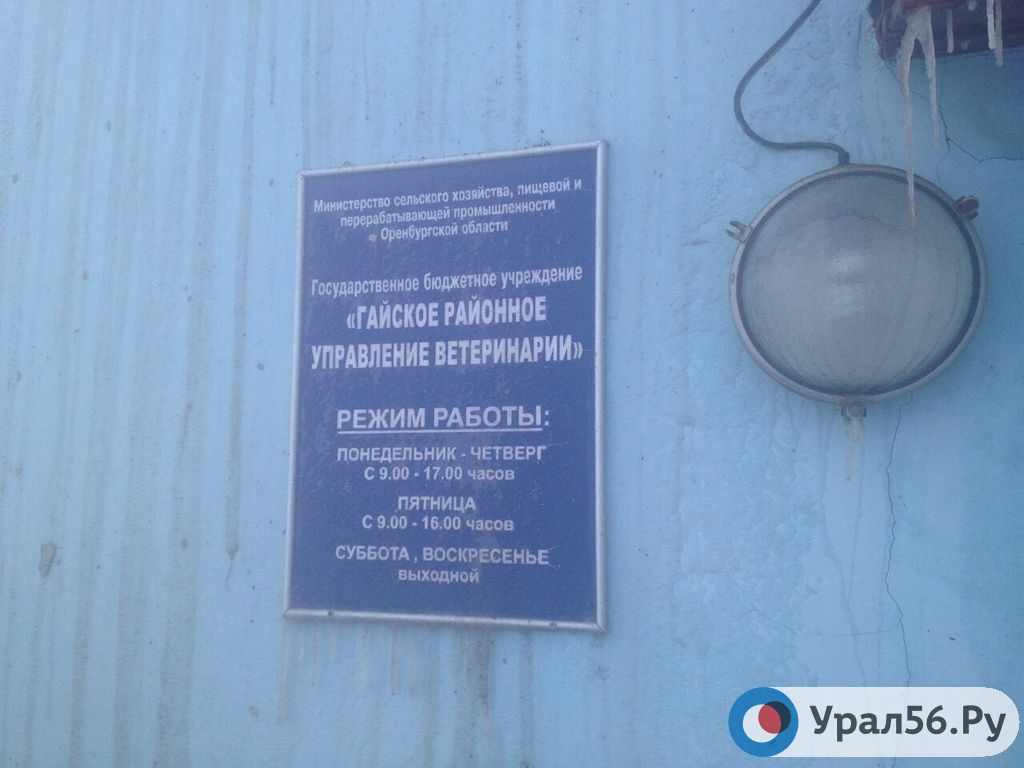 Министерство сельского хозяйства, пищевой и
перерабатывающей промышленности
Оренбургской области
Государственное бюджетное учреждение
«ГАЙСКОЕ РАЙОННОЕ
УПРАВЛЕНИЕ ВЕТЕРИНАРИИ»
РЕЖИМ РАБОТЫ:
ПОНЕДЕЛЬНИК - ЧЕТВЕРГ
С 9.00 - 17.00 часов
ПЯТНИЦА
С 9.00 - 16.00 часов
СУББОТА , ВОСКРЕСЕНЬЕ
выходной
Урал56.Ру